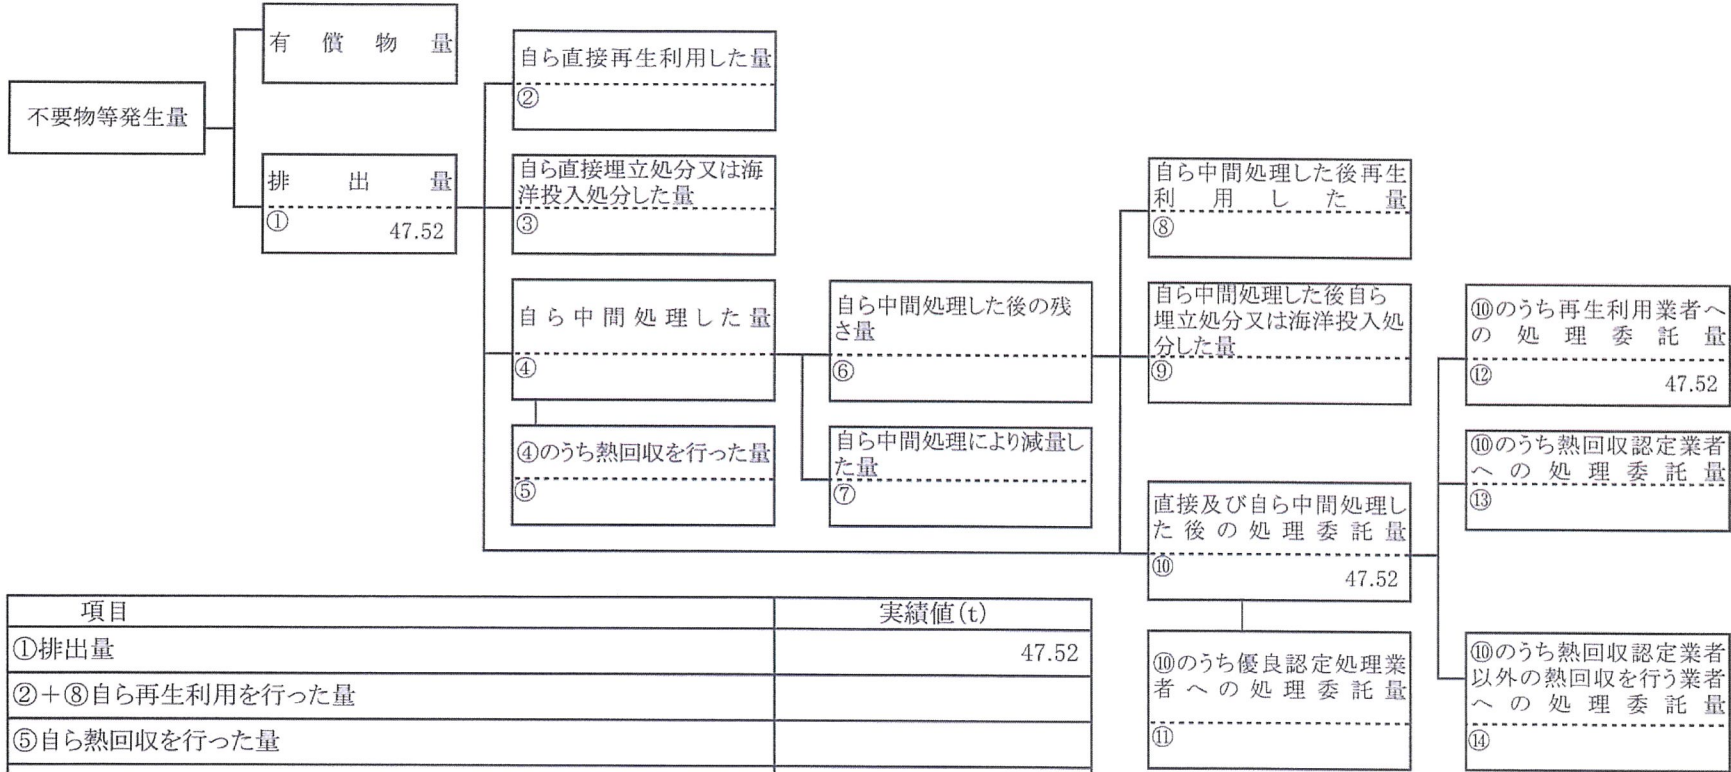 有償物量
不要物等発生量
排出量
①
47.52
自ら直接再生利用した量
②
自ら直接埋立処分又は海
洋投入処分した量
③
自ら中間処理した量
④
④のうち熱回収を行った量
⑤
自ら中間処理した後の残
さ量
⑥
自ら中間処理により減量し
た量
⑦
自ら中間処理した後再生
利用した量
⑧
自ら中間処理した後自ら
埋立処分又は海洋投入処
分した量
⑨
直接及び自ら中間処理し
た後の処理委託量
⑩
47.52
⑩のうち優良認定処理業
者への処理委託量
⑪
⑩のうち再生利用業者へ
の処理委託量
⑫
47.52
⑩のうち熱回収認定業者
への処理委託量
⑬
⑩のうち熱回収認定業者
以外の熱回収を行う業者
への処理委託量
⑭
項目 実績値(t)
①排出量 47.52
②+⑧自ら再生利用を行った量
⑤自ら熱回収を行った量